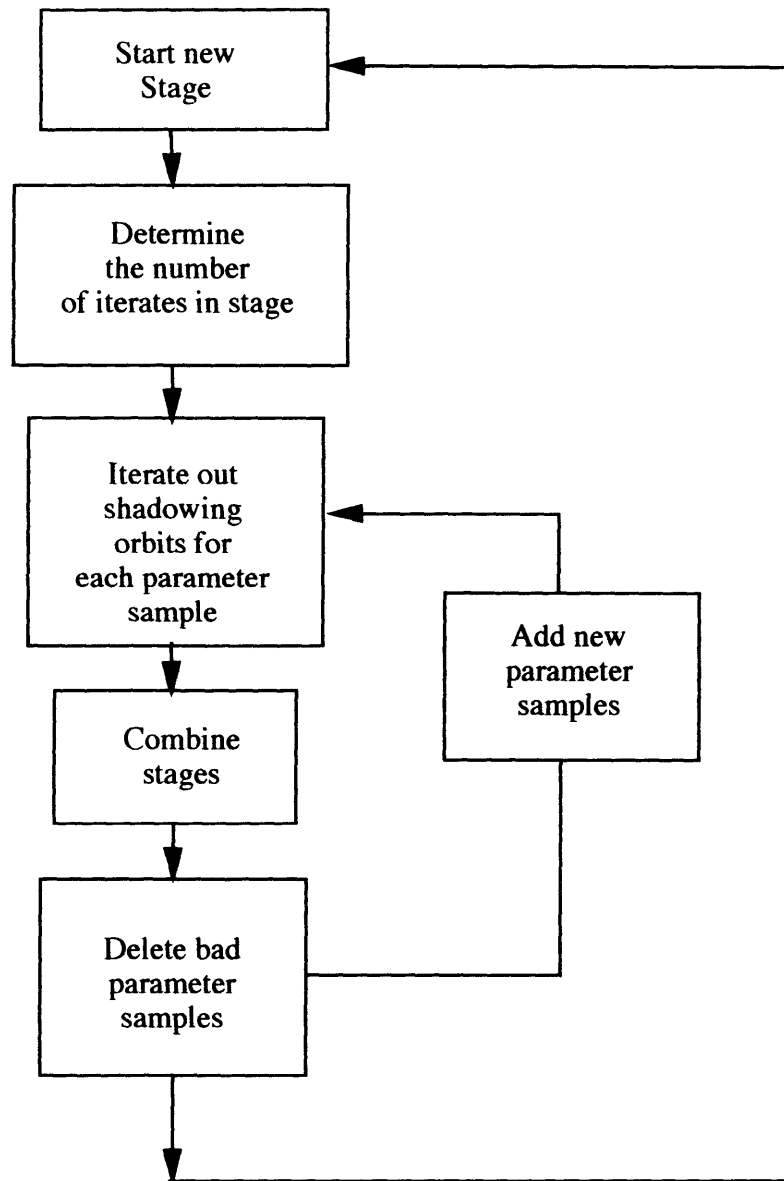 Start new
Stage
Determine
the number
of iterates in stage
Iterate out
shadowing
orbits for
each parameter
sample
Add new
parameter
samples
Combine
stages
Delete bad
parameter
samples